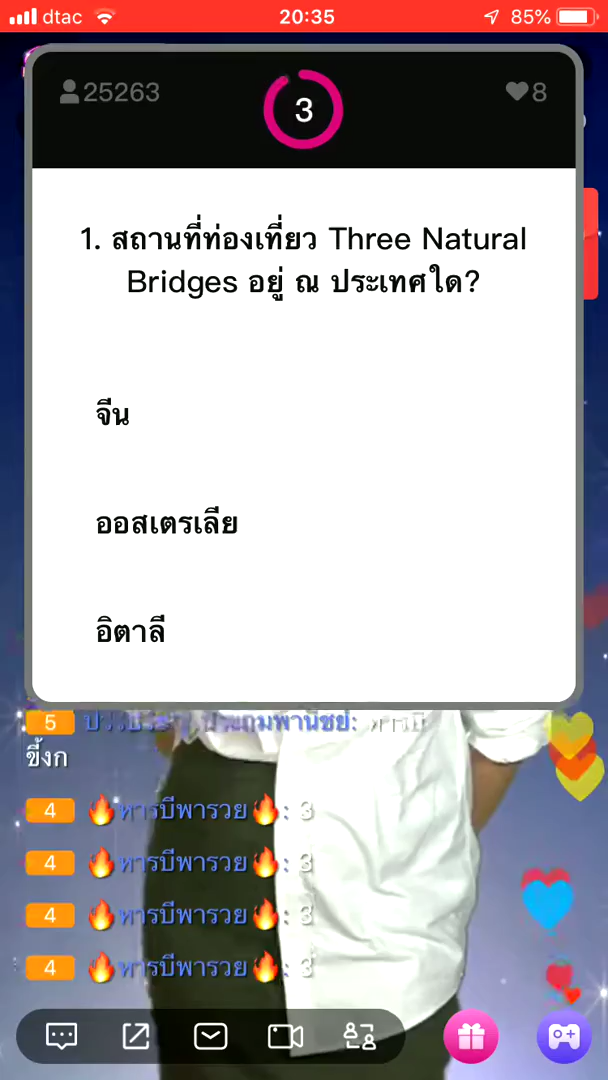 dtac 20:35 85%
25263 3 8
1. สถานที่ท่องเที่ยว Three Natural
Bridges อยู่ ณ ประเทศใด?
จีน
ออสเตรเลีย
อิตาลี
5
ขี้งก
4 🔥หารบีพารวย🔥: 3
4 🔥หารบีพารวย🔥: 3
4 🔥หารบีพารวย🔥: 3
4 🔥หารบีพารวย🔥: 3